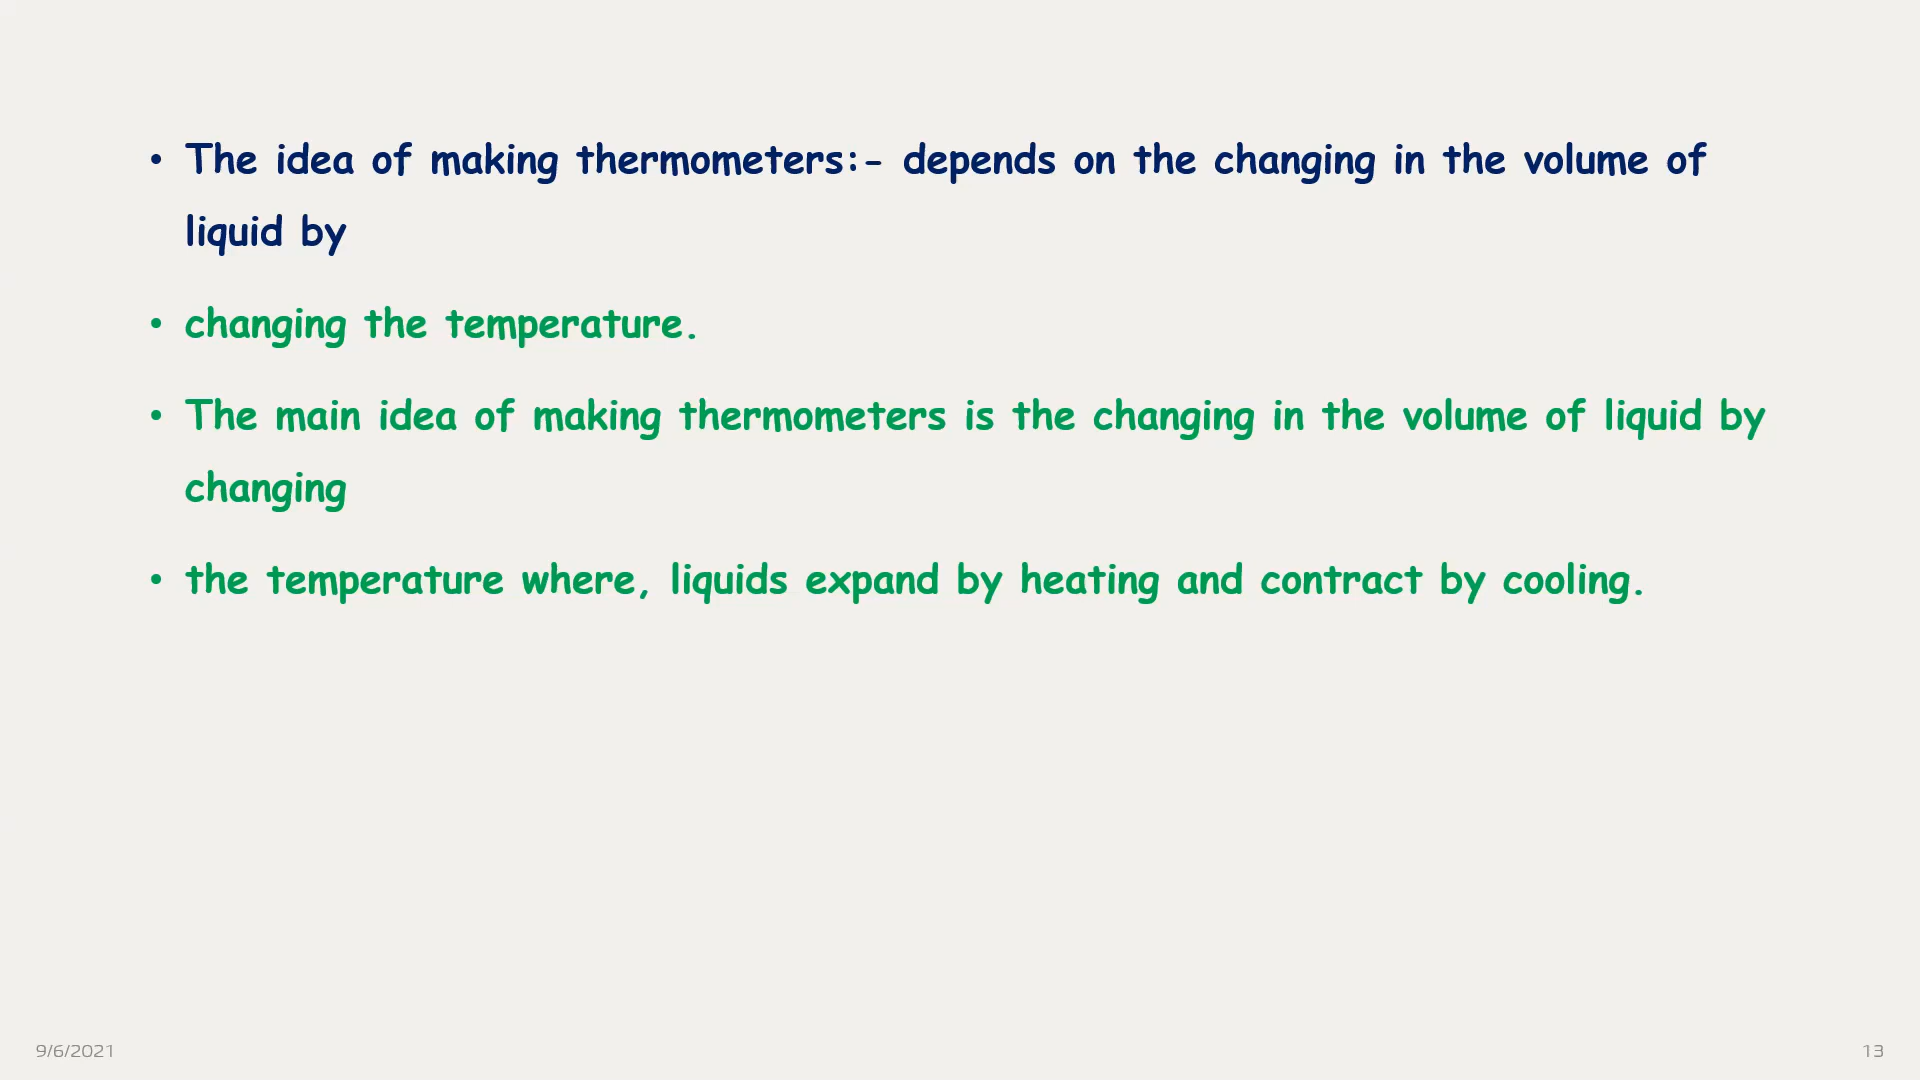 • The idea of making thermometers:- depends on the changing in the volume of
liquid by
• changing the temperature.
• The main idea of making thermometers is the changing in the volume of liquid by
changing
• the temperature where, liquids expand by heating and contract by cooling.
9/6/2021
13